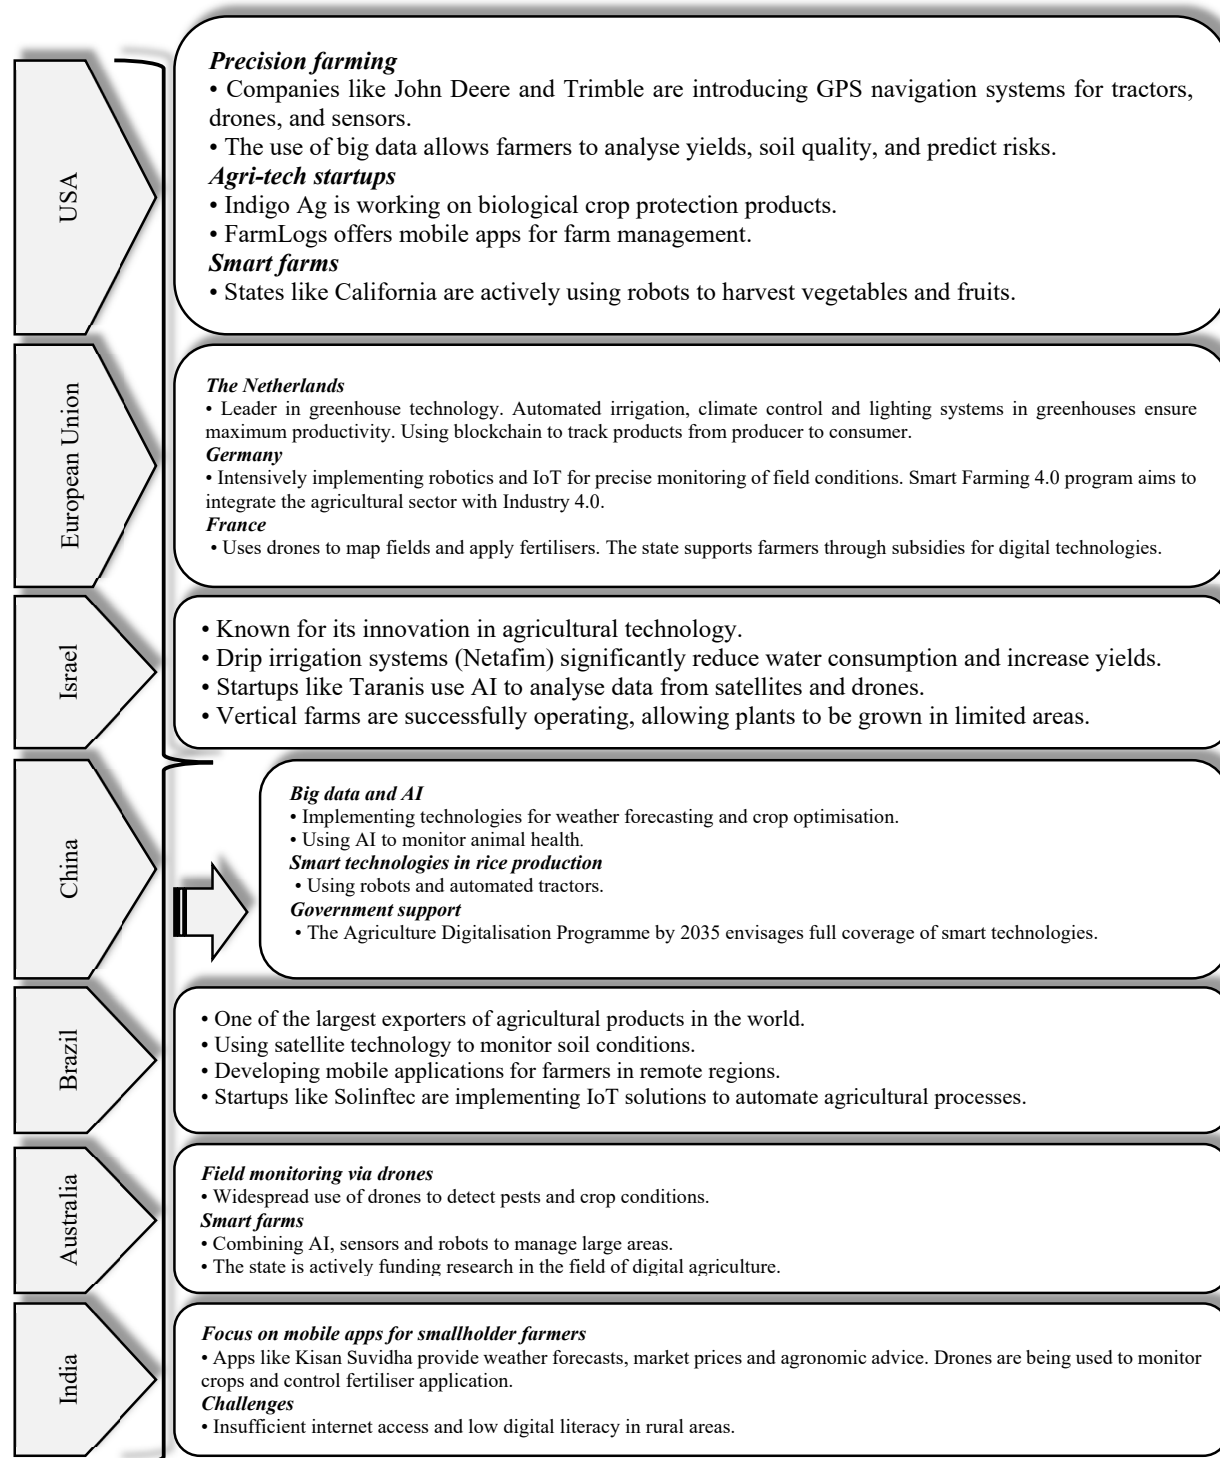 USA
Precision farming
• Companies like John Deere and Trimble are introducing GPS navigation systems for tractors,
drones, and sensors.
• The use of big data allows farmers to analyse yields, soil quality, and predict risks.
Agri-tech startups
• Indigo Ag is working on biological crop protection products.
• FarmLogs offers mobile apps for farm management.
Smart farms
• States like California are actively using robots to harvest vegetables and fruits.
European Union
The Netherlands
• Leader in greenhouse technology. Automated irrigation, climate control and lighting systems in greenhouses ensure
maximum productivity. Using blockchain to track products from producer to consumer.
Germany
• Intensively implementing robotics and IoT for precise monitoring of field conditions. Smart Farming 4.0 program aims to
integrate the agricultural sector with Industry 4.0.
France
• Uses drones to map fields and apply fertilisers. The state supports farmers through subsidies for digital technologies.
Israel
• Known for its innovation in agricultural technology.
• Drip irrigation systems (Netafim) significantly reduce water consumption and increase yields.
• Startups like Taranis use AI to analyse data from satellites and drones.
• Vertical farms are successfully operating, allowing plants to be grown in limited areas.
China
Big data and AI
• Implementing technologies for weather forecasting and crop optimisation.
• Using AI to monitor animal health.
Smart technologies in rice production
• Using robots and automated tractors.
Government support
• The Agriculture Digitalisation Programme by 2035 envisages full coverage of smart technologies.
Brazil
• One of the largest exporters of agricultural products in the world.
• Using satellite technology to monitor soil conditions.
• Developing mobile applications for farmers in remote regions.
• Startups like Solinftec are implementing IoT solutions to automate agricultural processes.
Australia
Field monitoring via drones
• Widespread use of drones to detect pests and crop conditions.
Smart farms
• Combining AI, sensors and robots to manage large areas.
• The state is actively funding research in the field of digital agriculture.
India
Focus on mobile apps for smallholder farmers
• Apps like Kisan Suvidha provide weather forecasts, market prices and agronomic advice. Drones are being used to monitor
crops and control fertiliser application.
Challenges
• Insufficient internet access and low digital literacy in rural areas.